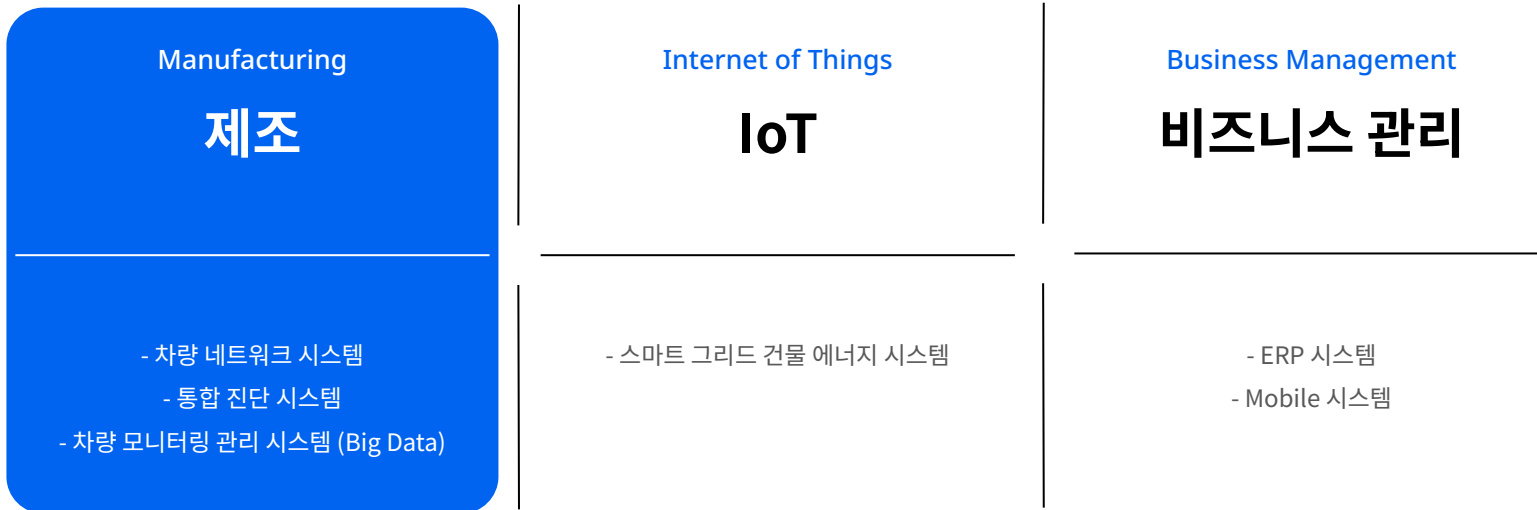 Manufacturing
제조
- 차량 네트워크 시스템
- 통합 진단 시스템
- 차량 모니터링 관리 시스템 (Big Data)
Internet of Things
IoT
- 스마트 그리드 건물 에너지 시스템
Business Management
비즈니스 관리
- ERP 시스템
- Mobile 시스템